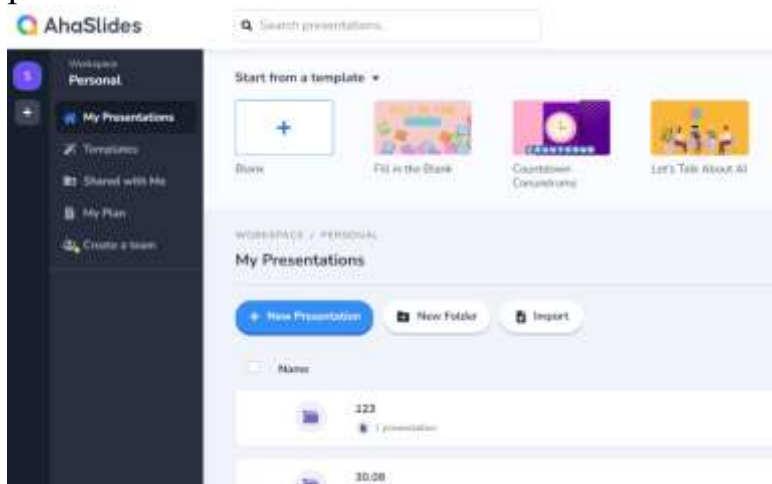 AhaSlides
Search presentations...
Workspace
Personal
My Presentations
Templates
Shared with Me
My Plan
Create a team
Start from a template
Blank
Fill in the Blank
Countdown
Conundrums
Let's Talk About AI
WORKSPACE / PERSONAL
My Presentations
+ New Presentation
New Folder
Import
Name
123
1 presentation
30.08